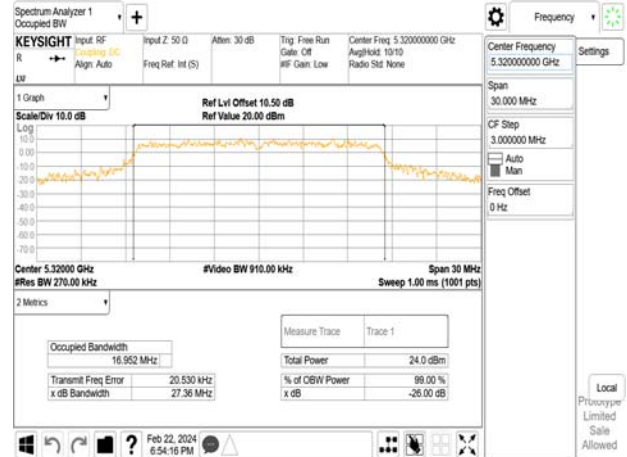 Spectrum Analyzer 1
Occupied BW
Frequency
KEYSIGHT
Input: RF
Coupling: DC
Align: Auto
Input Z: 50 Ω
Freq Ref: Int (S)
Atten: 30 dB
Trig: Free Run
Gate: Off
#IF Gain: Low
Center Freq: 5.320000000 GHz
Avg|Hold: 10/10
Radio Std: None
R
LXI
Center Frequency
5.320000000 GHz
Settings
Span
30.000 MHz
CF Step
3.000000 MHz
Auto
Man
Freq Offset
0 Hz
1 Graph
Scale/Div 10.0 dB
Ref Lvl Offset 10.50 dB
Ref Value 20.00 dBm
Log
10.0
0.00
-10.0
-20.0
-30.0
-40.0
-50.0
-60.0
-70.0
Center 5.32000 GHz
#Res BW 270.00 kHz
#Video BW 910.00 kHz
Span 30 MHz
Sweep 1.00 ms (1001 pts)
2 Metrics
Measure Trace Trace 1
Occupied Bandwidth
16.952 MHz
Total Power 24.0 dBm
Transmit Freq Error 20.530 kHz
% of OBW Power 99.00 %
x dB Bandwidth 27.36 MHz
x dB -26.00 dB
Local
Prototype
Limited
Sale
Allowed
?
Feb 22, 2024
6:54:16 PM